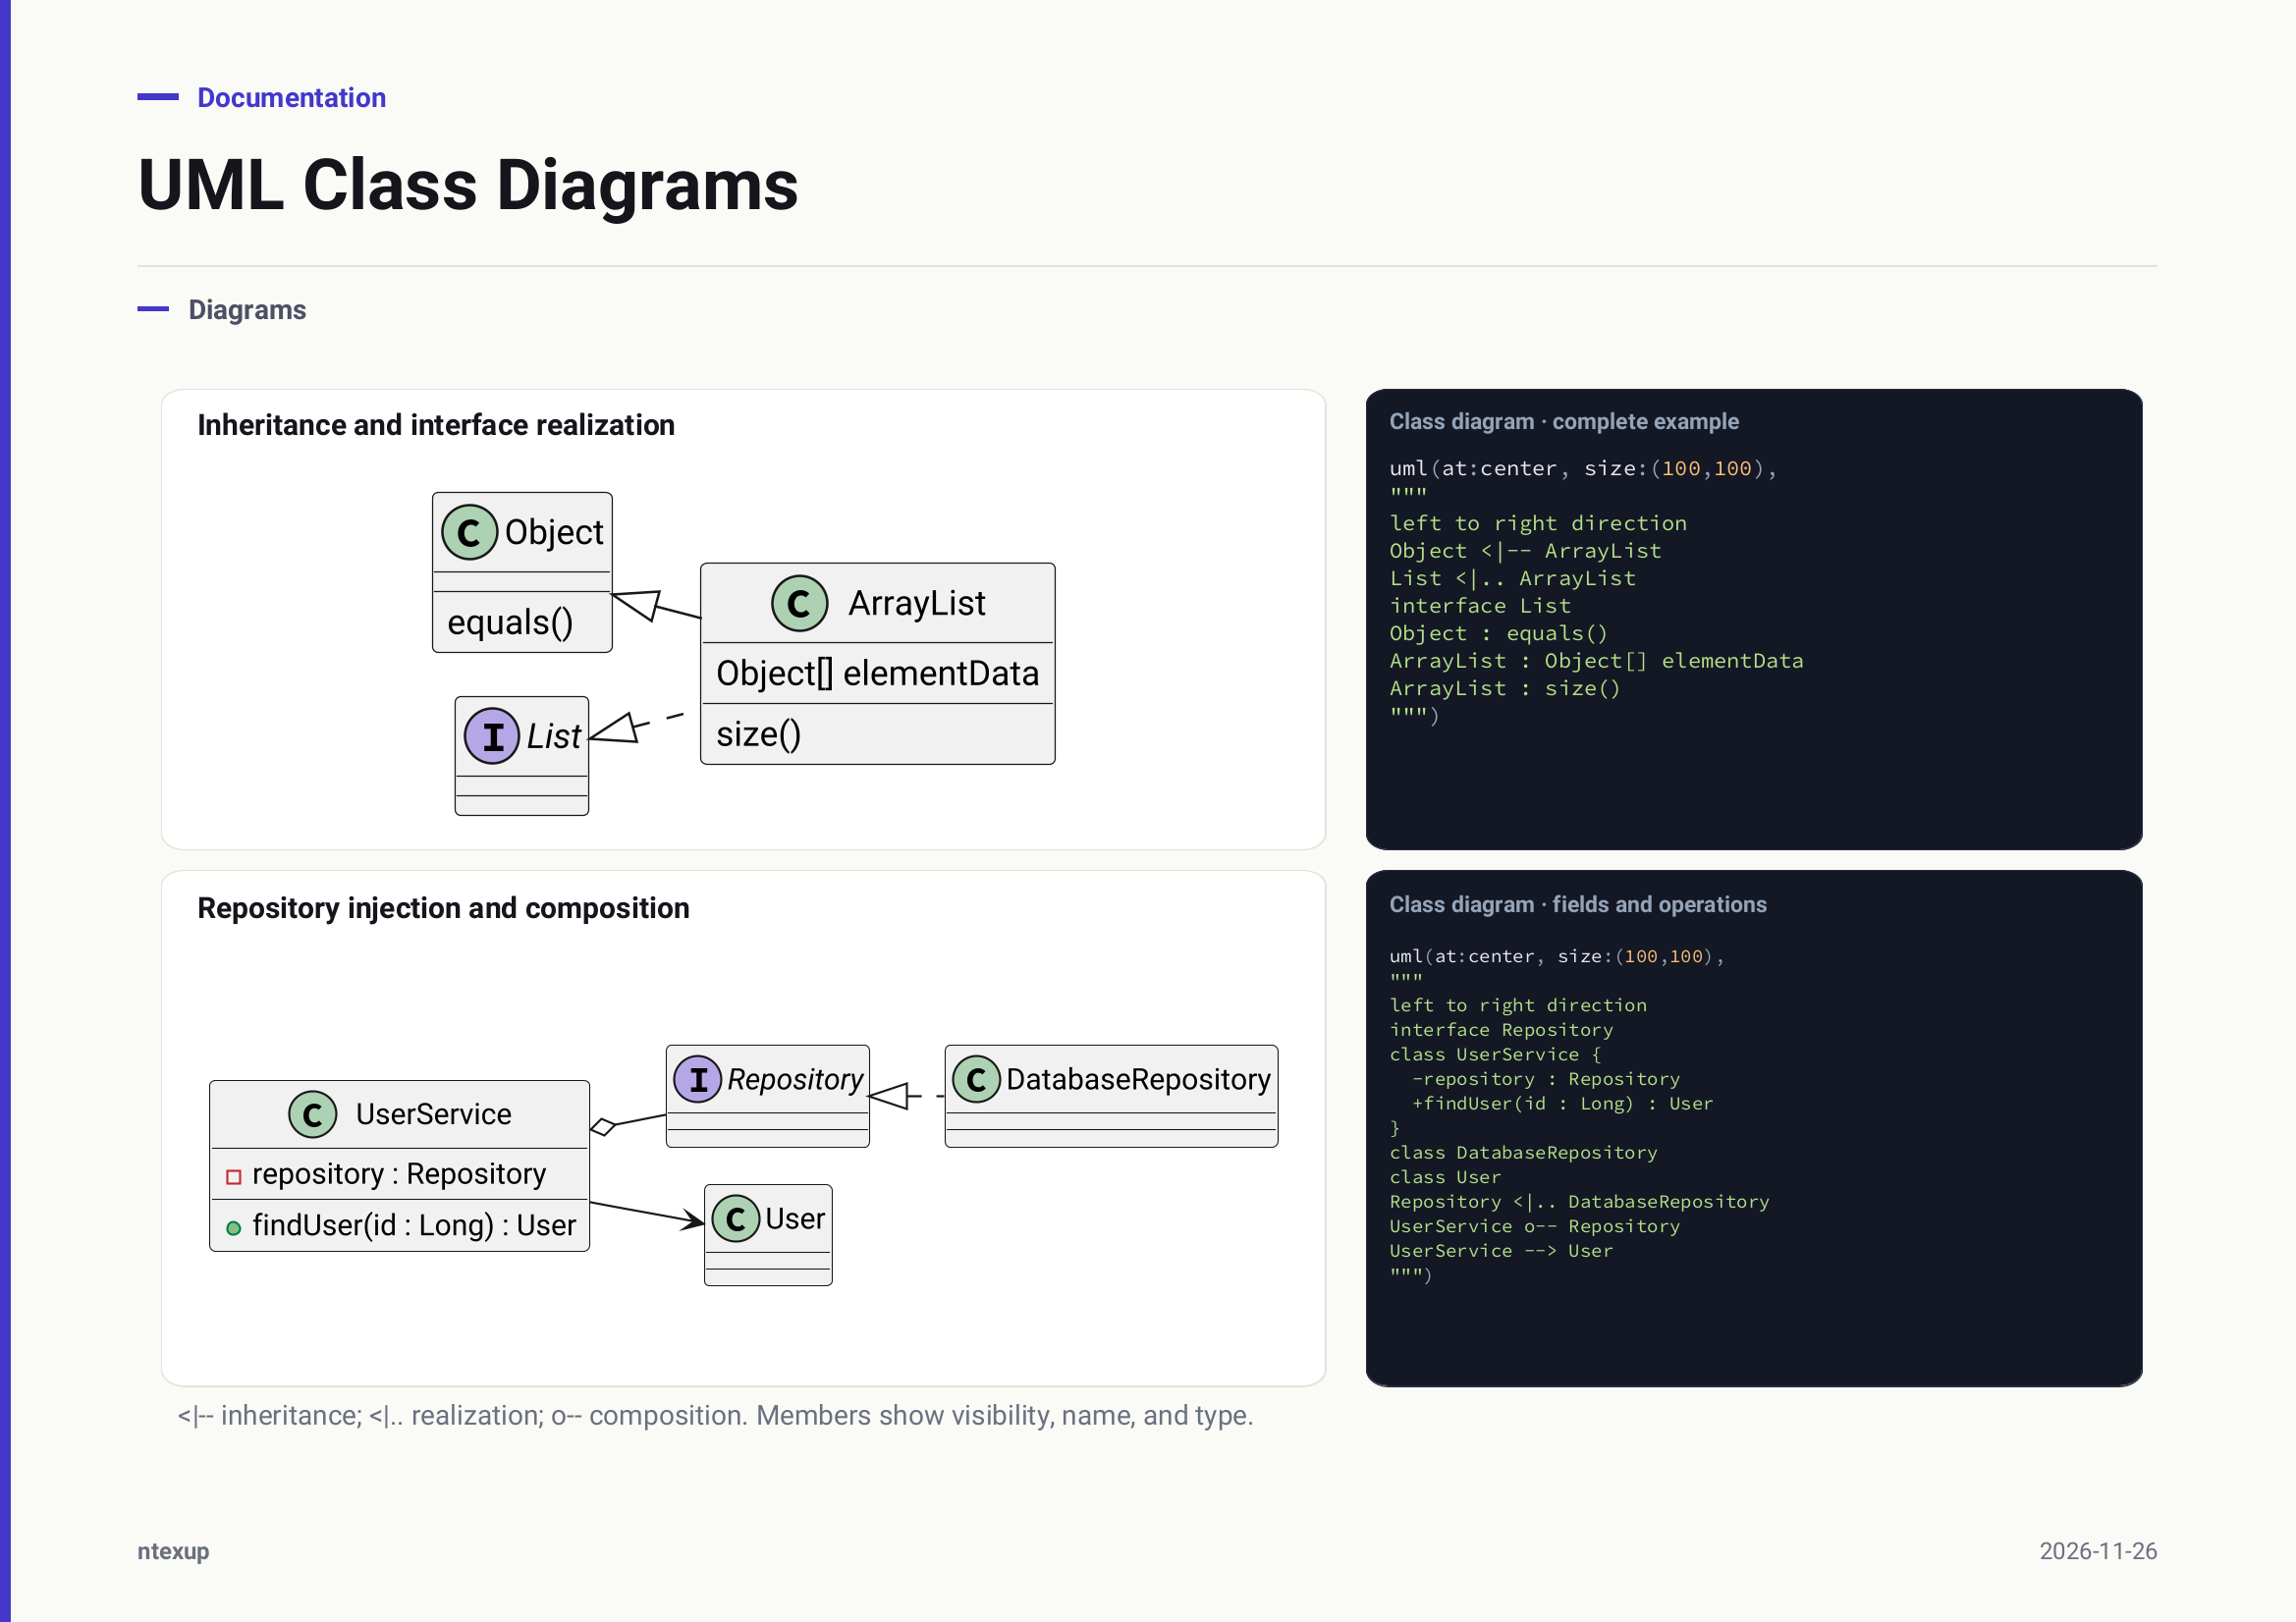 Documentation
UML Class Diagrams
Diagrams
Inheritance and interface realization
C Object
equals()
C ArrayList
Object[] elementData
size()
I List
Class diagram · complete example
uml(at:center, size:(100,100),
"""
left to right direction
Object <|-- ArrayList
List <|.. ArrayList
interface List
Object : equals()
ArrayList : Object[] elementData
ArrayList : size()
""")
Repository injection and composition
C UserService
repository : Repository
findUser(id : Long) : User
I Repository
C DatabaseRepository
C User
Class diagram · fields and operations
uml(at:center, size:(100,100),
"""
left to right direction
interface Repository
class UserService {
  -repository : Repository
  +findUser(id : Long) : User
}
class DatabaseRepository
class User
Repository <|.. DatabaseRepository
UserService o-- Repository
UserService --> User
""")
<|-- inheritance; <|.. realization; o-- composition. Members show visibility, name, and type.
ntexup
2026-11-26